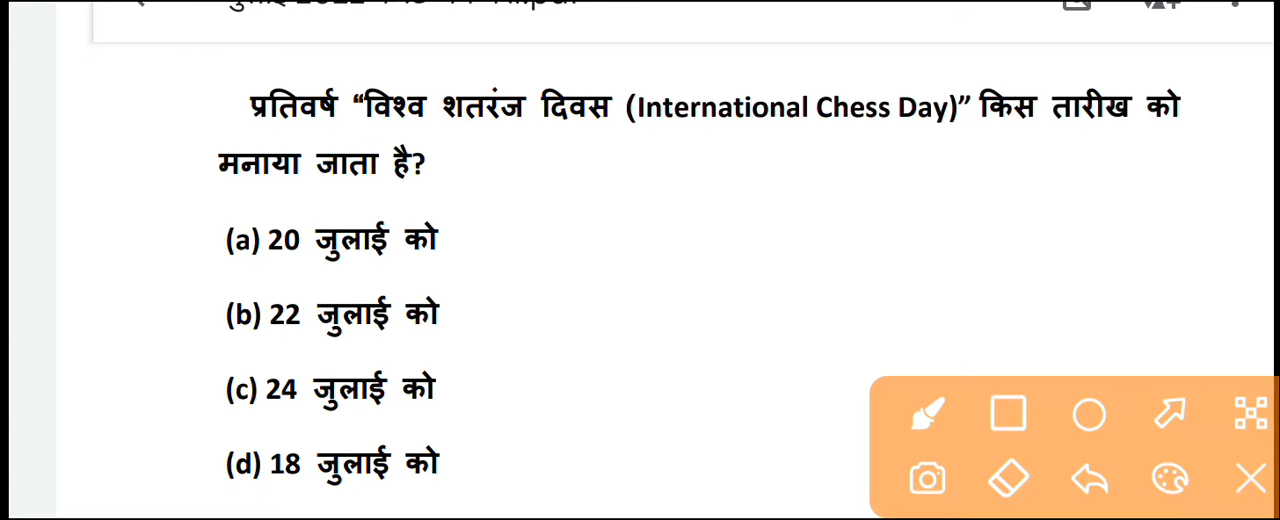 प्रतिवर्ष “विश्व शतरंज दिवस (International Chess Day)” किस तारीख को
मनाया जाता है?
(a) 20 जुलाई को
(b) 22 जुलाई को
(c) 24 जुलाई को
(d) 18 जुलाई को